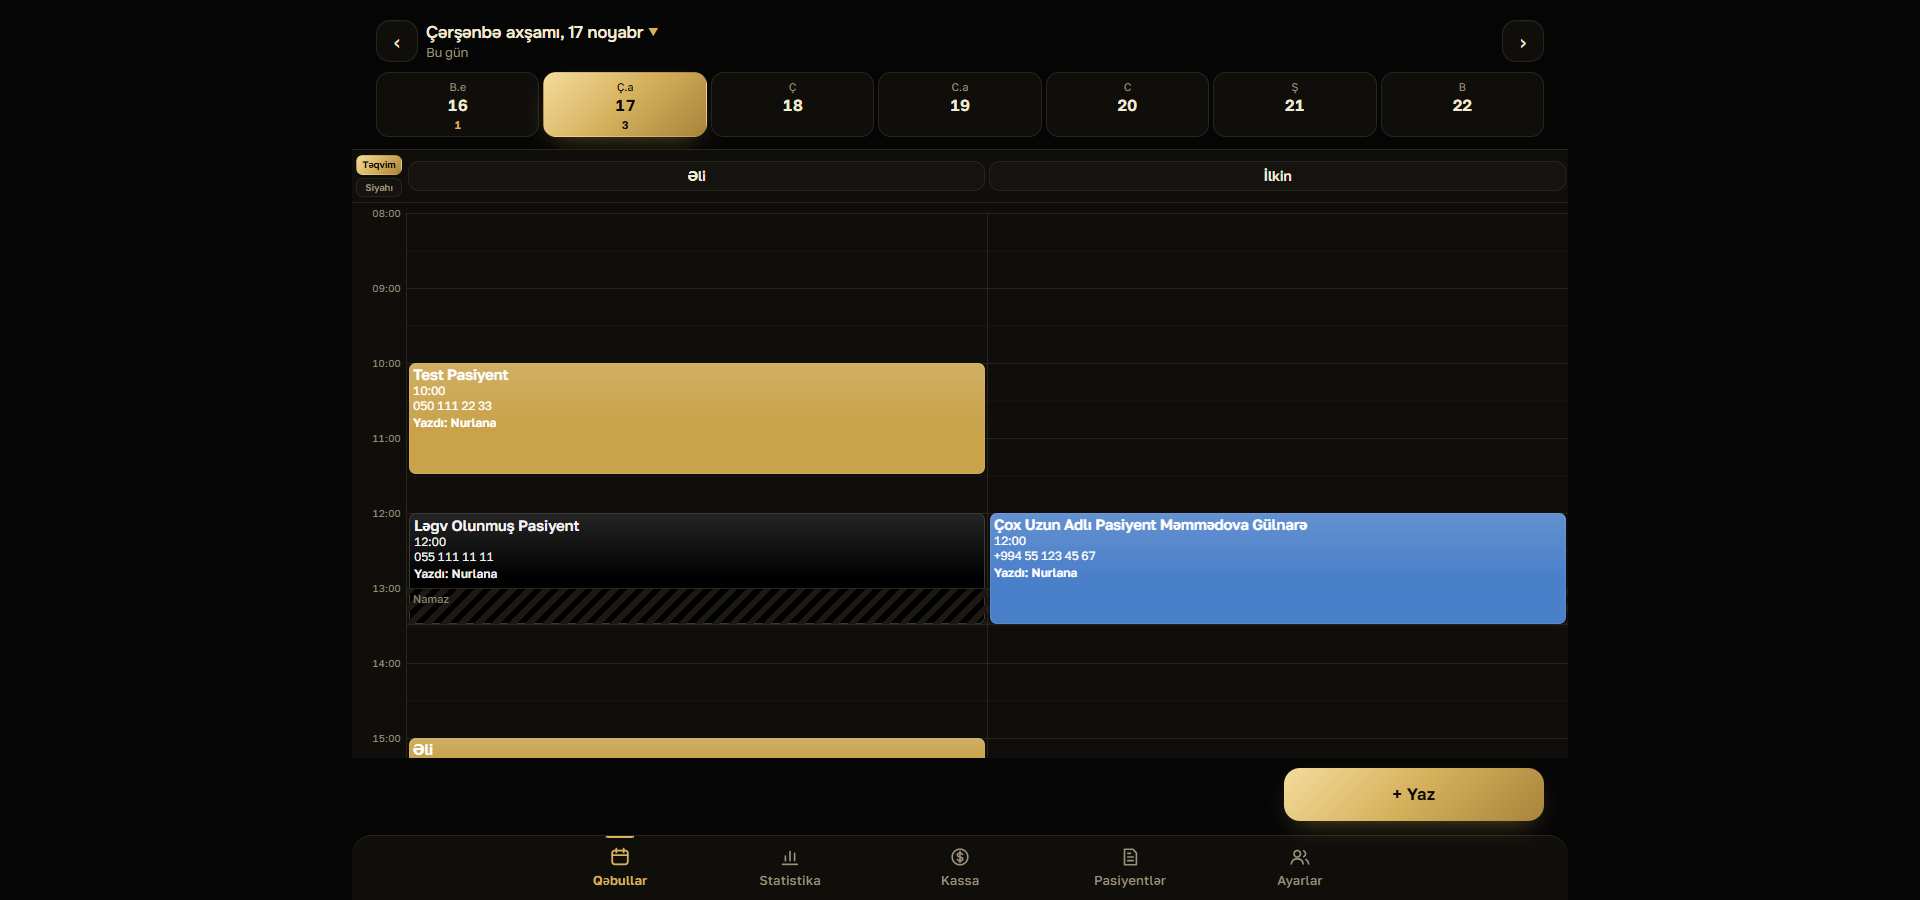 ‹
Çərşənbə axşamı, 17 noyabr ▼
Bu gün
›
B.e
16
1
Ç.a
17
3
Ç
18
C.a
19
C
20
Ş
21
B
22
Təqvim
Siyahı
Əli
İlkin
08:00
09:00
10:00
Test Pasiyent
10:00
050 111 22 33
Yazdı: Nurlana
11:00
12:00
Ləğv Olunmuş Pasiyent
12:00
055 111 11 11
Yazdı: Nurlana
Çox Uzun Adlı Pasiyent Məmmədova Gülnarə
12:00
+994 55 123 45 67
Yazdı: Nurlana
13:00
Namaz
14:00
15:00
Əli
+ Yaz
Qəbullar
Statistika
Kassa
Pasiyentlər
Ayarlar